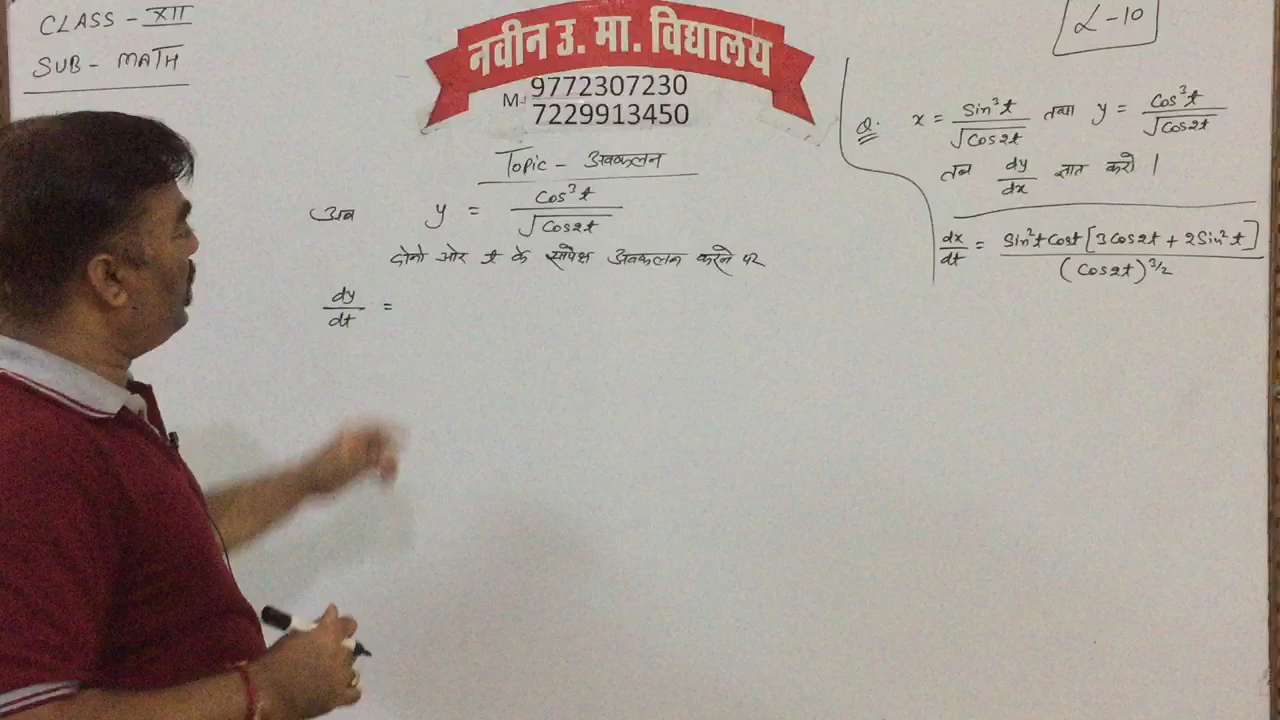 CLASS - XII
SUB - MATH
नवीन उ. मा. विद्यालय
M. 9772307230
7229913450
L-10
Topic - अवकलन
अब y = Cos³t / √Cos2t
दोनो ओर t के सापेक्ष अवकलन करने पर
dy/dt =
Q. x = Sin³t / √Cos2t तथा y = Cos³t / √Cos2t
तब dy/dx ज्ञात करो ।
dx/dt = Sin²t Cost [3Cos2t + 2Sin²t] / (Cos2t)^3/2